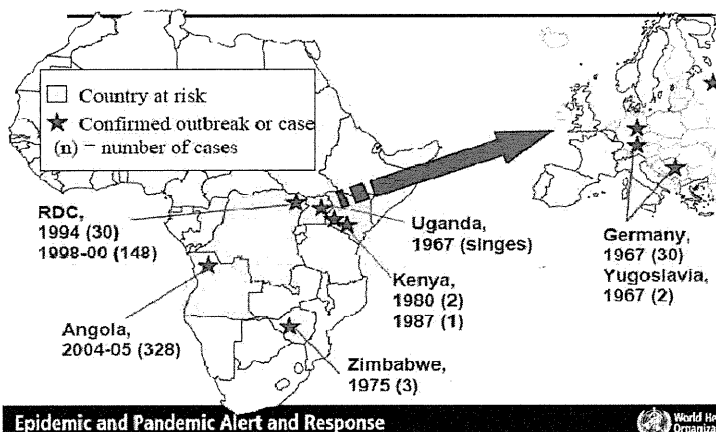 Country at risk
Confirmed outbreak or case
(n) = number of cases
RDC,
1994 (30)
1998-00 (148)
Uganda,
1967 (singes)
Kenya,
1980 (2)
1987 (1)
Angola,
2004-05 (328)
Zimbabwe,
1975 (3)
Germany,
1967 (30)
Yugoslavia,
1967 (2)
Epidemic and Pandemic Alert and Response
World He
Organiza